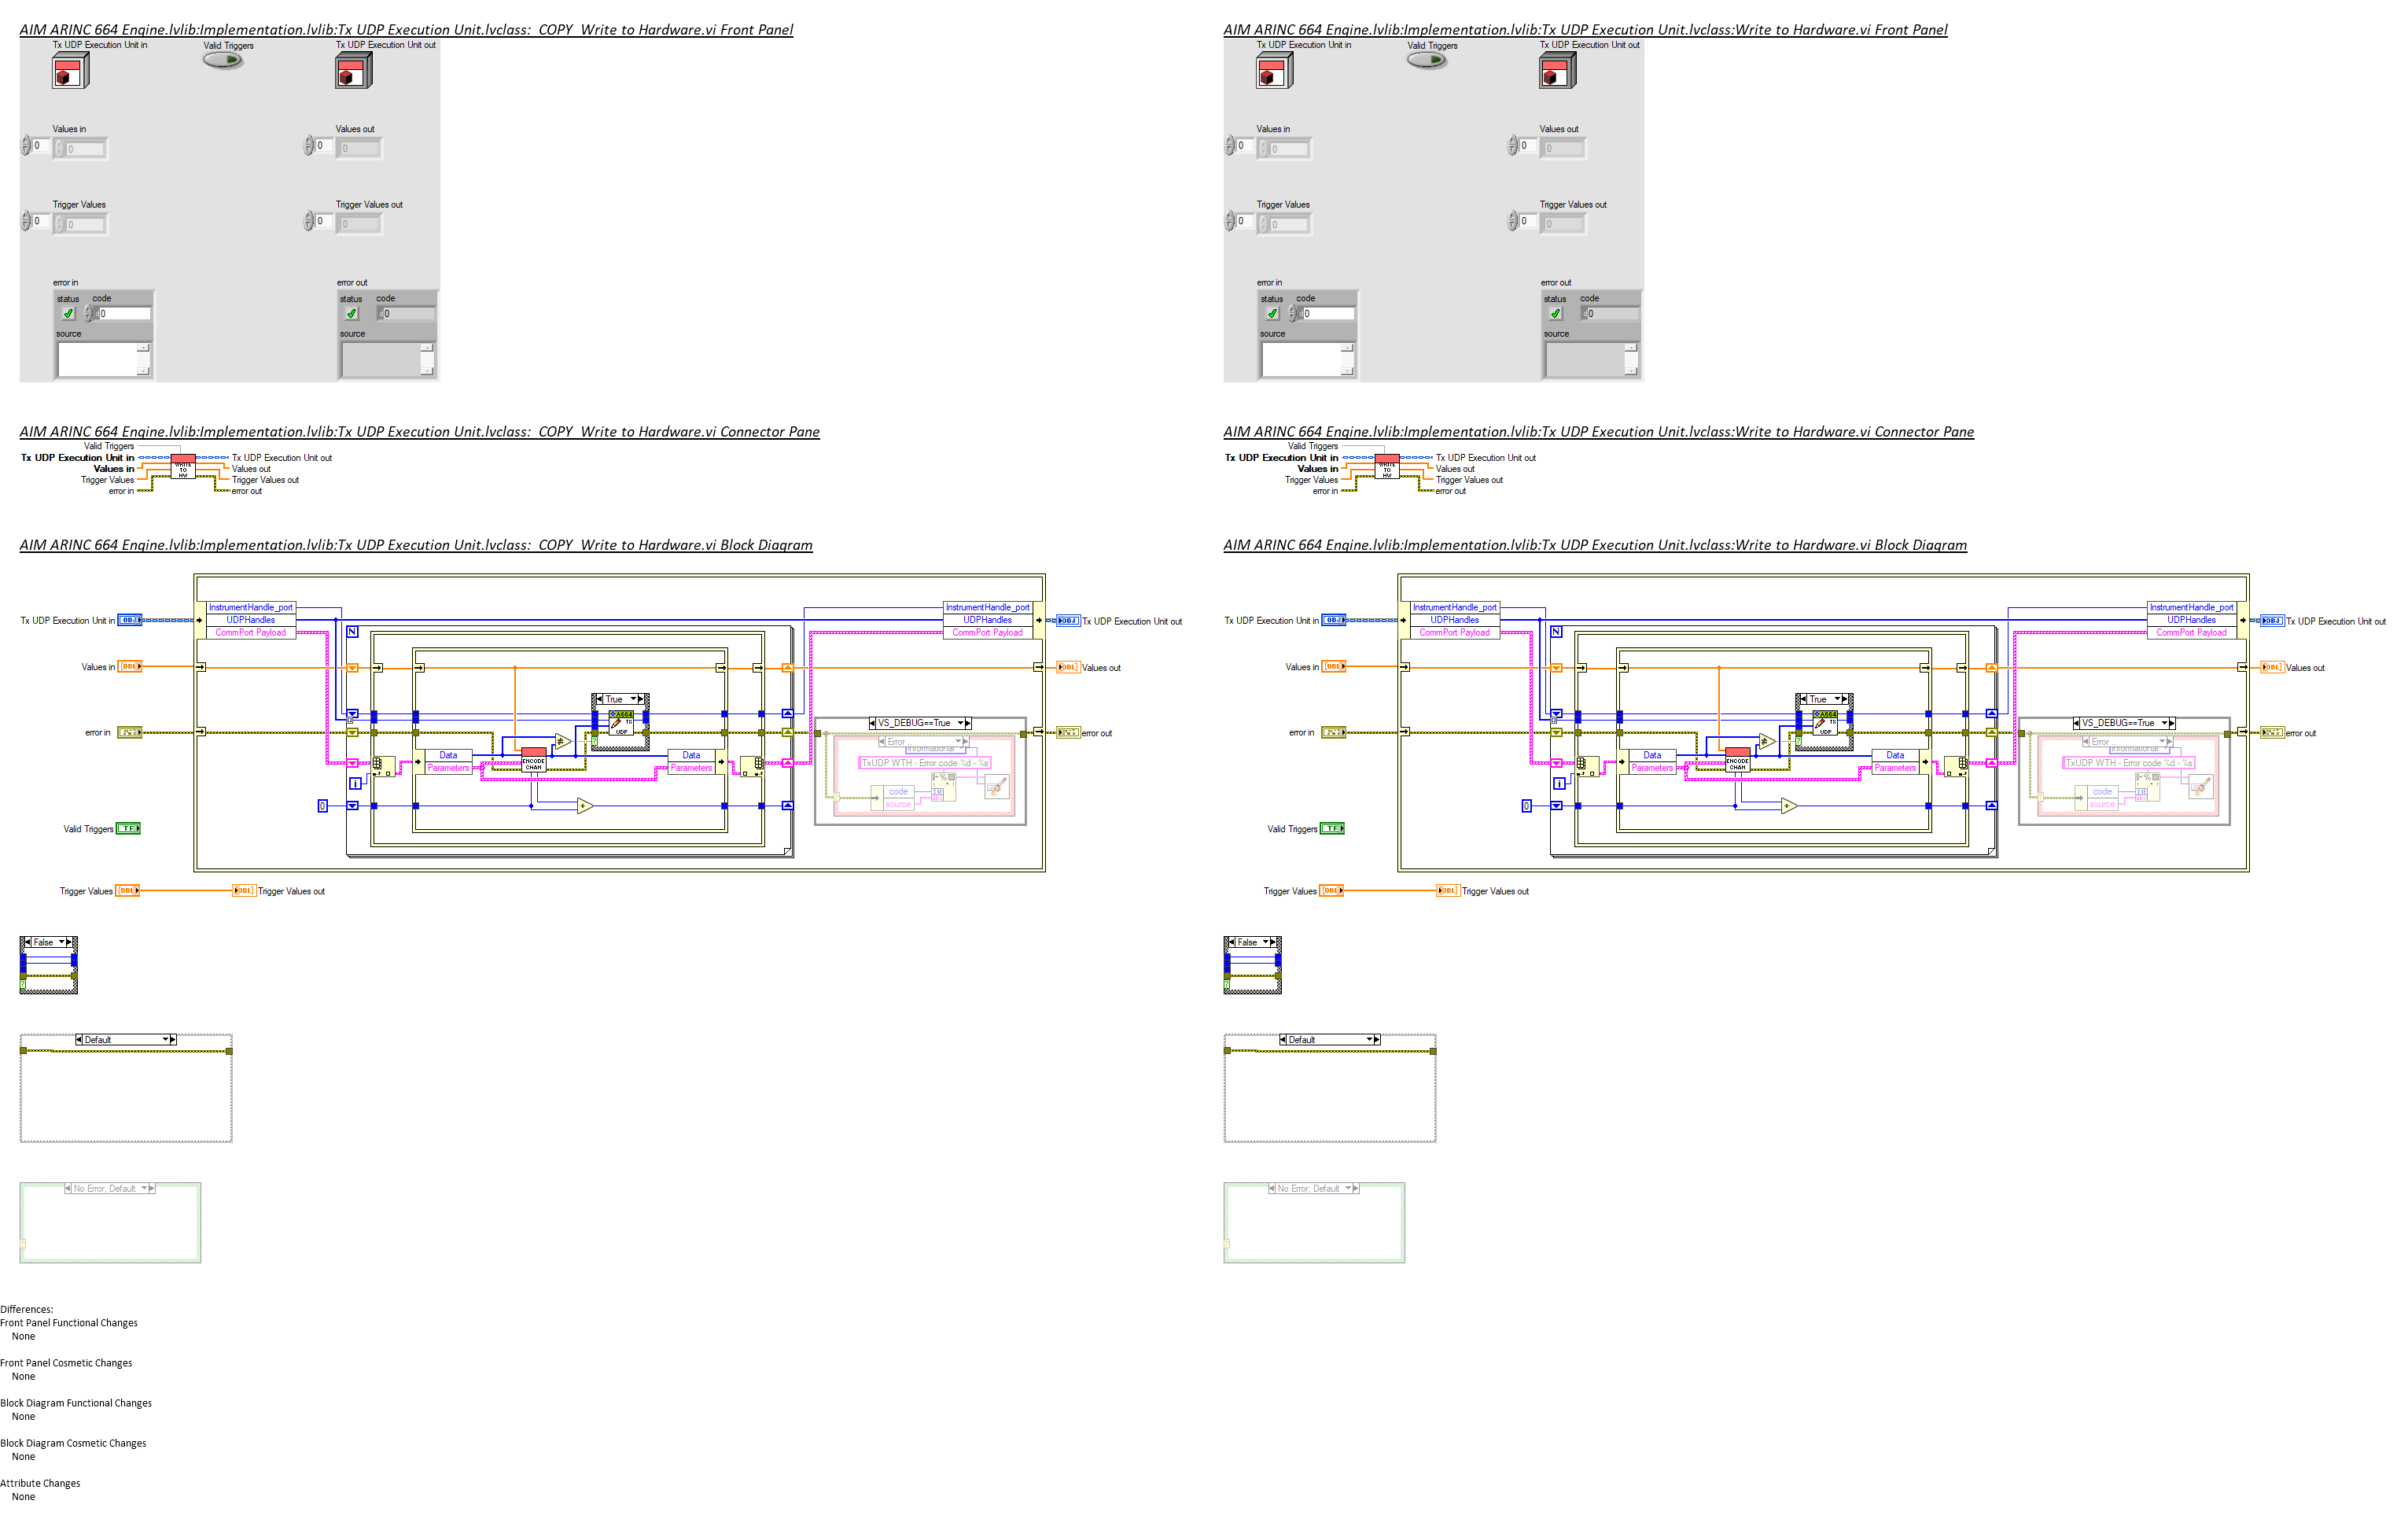 AIM ARINC 664 Engine.lvlib:Implementation.lvlib:Tx UDP Execution Unit.lvclass:_COPY_Write to Hardware.vi Front Panel
Tx UDP Execution Unit in
Valid Triggers
Tx UDP Execution Unit out
Values in
0
0
Values out
0
0
Trigger Values
0
0
Trigger Values out
0
0
error in
status
code
0
source
error out
status
code
0
source
AIM ARINC 664 Engine.lvlib:Implementation.lvlib:Tx UDP Execution Unit.lvclass:_COPY_Write to Hardware.vi Connector Pane
Valid Triggers
Tx UDP Execution Unit in
Values in
Trigger Values
error in
WRITE
TO
HW
Tx UDP Execution Unit out
Values out
Trigger Values out
error out
AIM ARINC 664 Engine.lvlib:Implementation.lvlib:Tx UDP Execution Unit.lvclass:_COPY_Write to Hardware.vi Block Diagram
Tx UDP Execution Unit in
OBJ
InstrumentHandle_port
UDPHandles
CommPort Payload
N
InstrumentHandle_port
UDPHandles
CommPort Payload
OBJ
Tx UDP Execution Unit out
Values in
DBL
DBL
Values out
True
A664
TX
UDP
error in
VS_DEBUG==True
error out
Error
Informational
TxUDP WTH - Error code %d - %s
code
source
Data
Parameters
ENCODE
CHAN
Data
Parameters
i
0
Valid Triggers
TF
Trigger Values
DBL
DBL
Trigger Values out
False
Default
No Error, Default
Differences:
Front Panel Functional Changes
None
Front Panel Cosmetic Changes
None
Block Diagram Functional Changes
None
Block Diagram Cosmetic Changes
None
Attribute Changes
None
AIM ARINC 664 Engine.lvlib:Implementation.lvlib:Tx UDP Execution Unit.lvclass:Write to Hardware.vi Front Panel
Tx UDP Execution Unit in
Valid Triggers
Tx UDP Execution Unit out
Values in
0
0
Values out
0
0
Trigger Values
0
0
Trigger Values out
0
0
error in
status
code
0
source
error out
status
code
0
source
AIM ARINC 664 Engine.lvlib:Implementation.lvlib:Tx UDP Execution Unit.lvclass:Write to Hardware.vi Connector Pane
Valid Triggers
Tx UDP Execution Unit in
Values in
Trigger Values
error in
WRITE
TO
HW
Tx UDP Execution Unit out
Values out
Trigger Values out
error out
AIM ARINC 664 Engine.lvlib:Implementation.lvlib:Tx UDP Execution Unit.lvclass:Write to Hardware.vi Block Diagram
Tx UDP Execution Unit in
OBJ
InstrumentHandle_port
UDPHandles
CommPort Payload
N
InstrumentHandle_port
UDPHandles
CommPort Payload
OBJ
Tx UDP Execution Unit out
Values in
DBL
DBL
Values out
True
A664
TX
UDP
error in
VS_DEBUG==True
error out
Error
Informational
TxUDP WTH - Error code %d - %s
code
source
Data
Parameters
ENCODE
CHAN
Data
Parameters
i
0
Valid Triggers
TF
Trigger Values
DBL
DBL
Trigger Values out
False
Default
No Error, Default